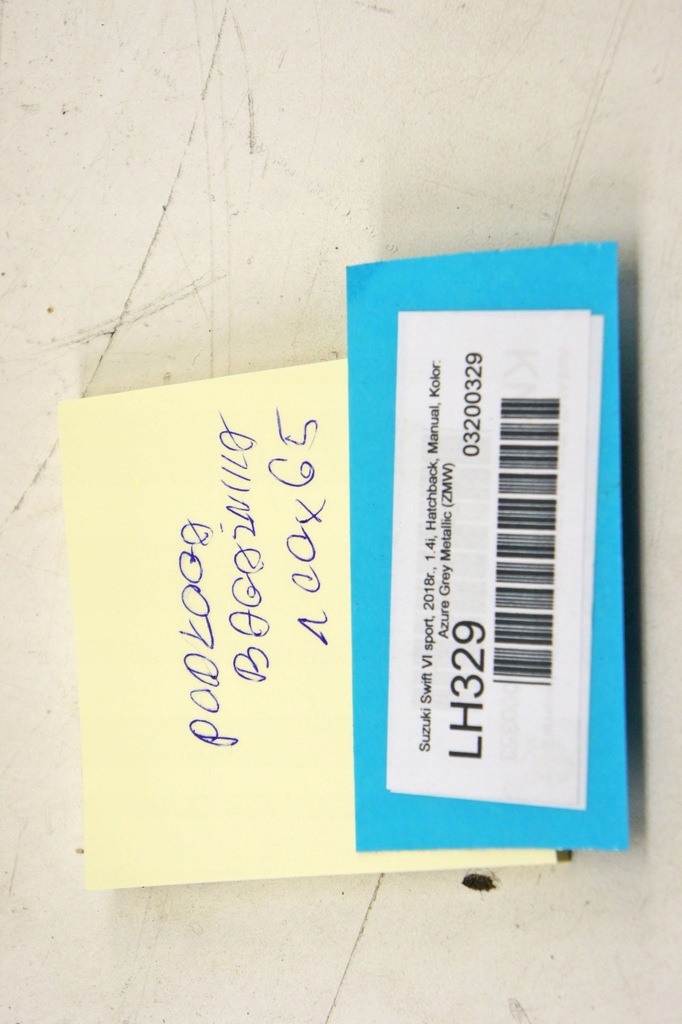 PODŁOGA
BAGAŻNIKA
100x65
Suzuki Swift VI sport, 2018r., 1.4i, Hatchback, Manual, Kolor:
Azure Grey Metallic (ZMW)
LH329 03200329